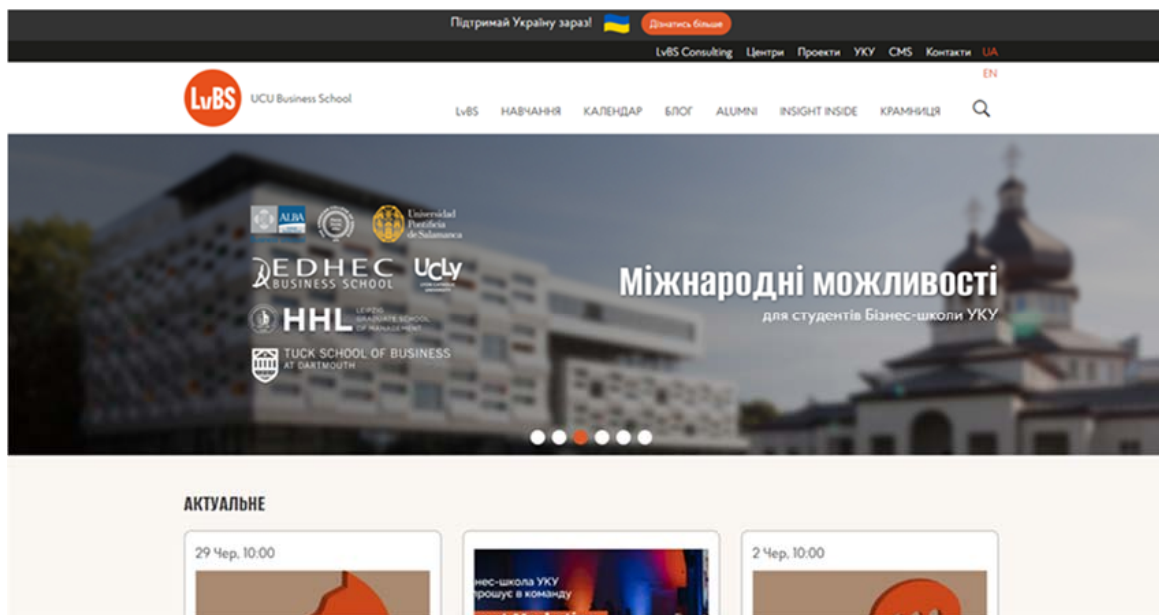 Підтримай Україну зараз! Дізнатись більше
LvBS Consulting Центри Проекти УКУ CMS Контакти UA
EN
LvBS UCU Business School
LvBS НАВЧАННЯ КАЛЕНДАР БЛОГ ALUMNI INSIGHT INSIDE КРАМНИЦЯ
ALBA
Universidad
Pontificia
de Salamanca
EDHEC
BUSINESS SCHOOL
UCLy
HHL
LEIPZIG
GRADUATE SCHOOL
OF MANAGEMENT
TUCK SCHOOL OF BUSINESS
AT DARTMOUTH
Міжнародні можливості
для студентів Бізнес-школи УКУ
АКТУАЛЬНЕ
29 Чер, 10:00
нес-школа УКУ
прошує в команду
2 Чер, 10:00